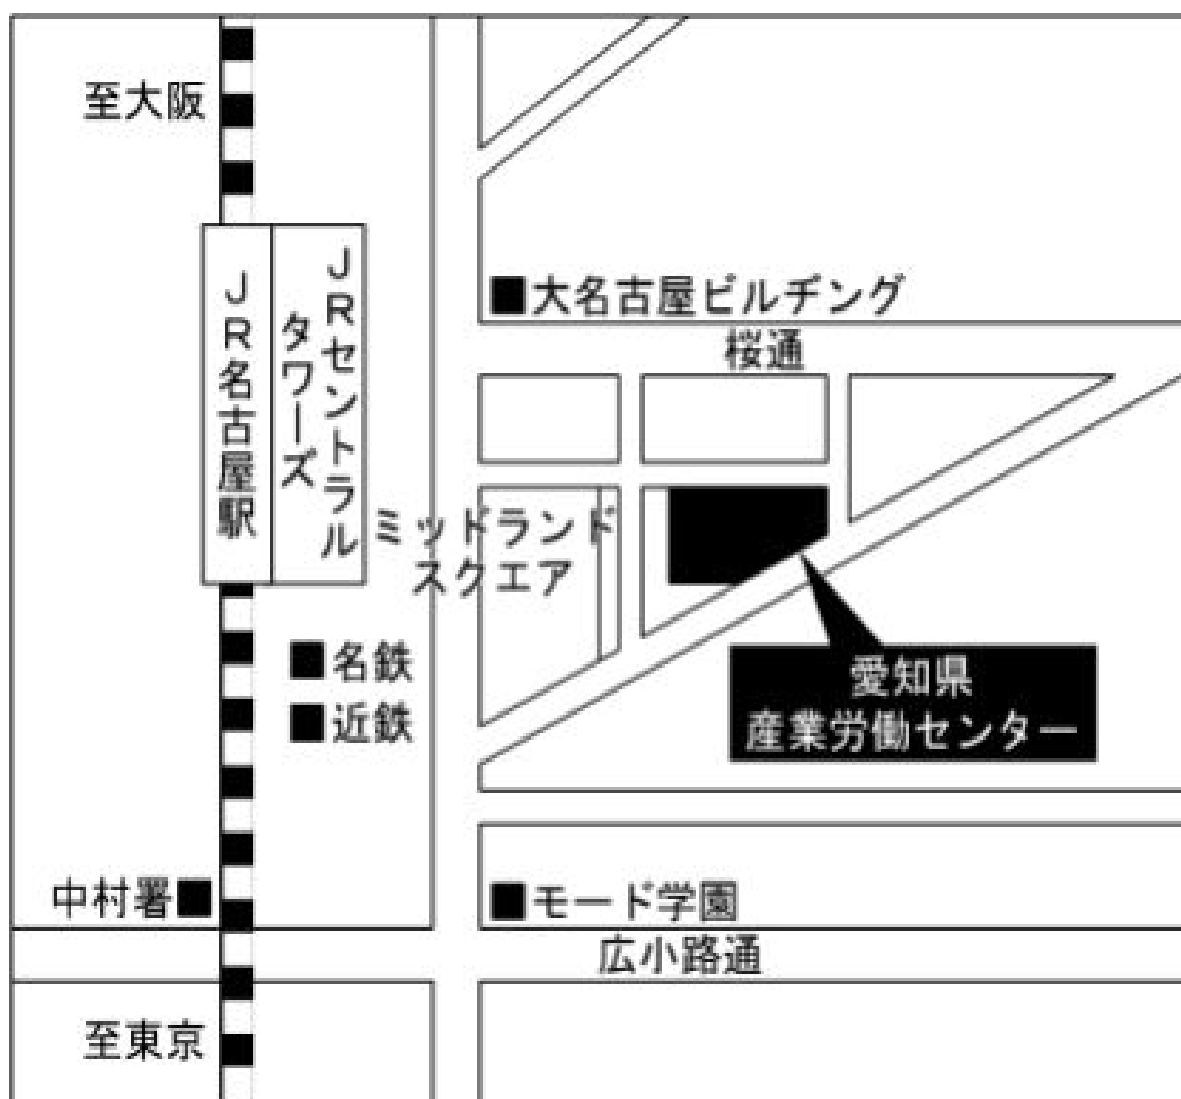 至大阪
JRセントラル
タワーズ
JR名古屋駅
■大名古屋ビルヂング
桜通
ミッドランド
スクエア
■名鉄
■近鉄
愛知県
産業労働センター
中村署■
■モード学園
広小路通
至東京